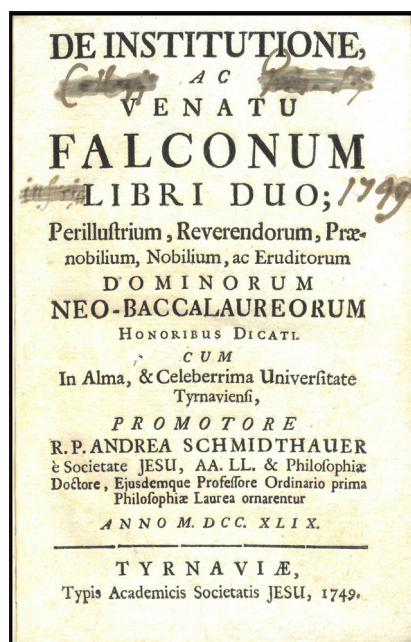 DE INSTITUTIONE,
AC
VENATU
FALCONUM
LIBRI DUO; 1749
Perilluſtrium, Reverendorum, Præ-
nobilium, Nobilium, ac Eruditorum
DOMINORUM
NEO-BACCALAUREORUM
HONORIBUS DICATI.
CUM
In Alma, & Celeberrima Univerſitate
Tyrnavienſi,
PROMOTORE
R. P. ANDREA SCHMIDTHAUER
è Societate JESU, AA. LL. & Philoſophiæ
Doctore, Ejusdemque Profeſſore Ordinario prima
Philoſophiæ Laurea ornarentur
ANNO M. DCC. XLIX.
TYRNAVIÆ,
Typis Academicis Societatis JESU, 1749.